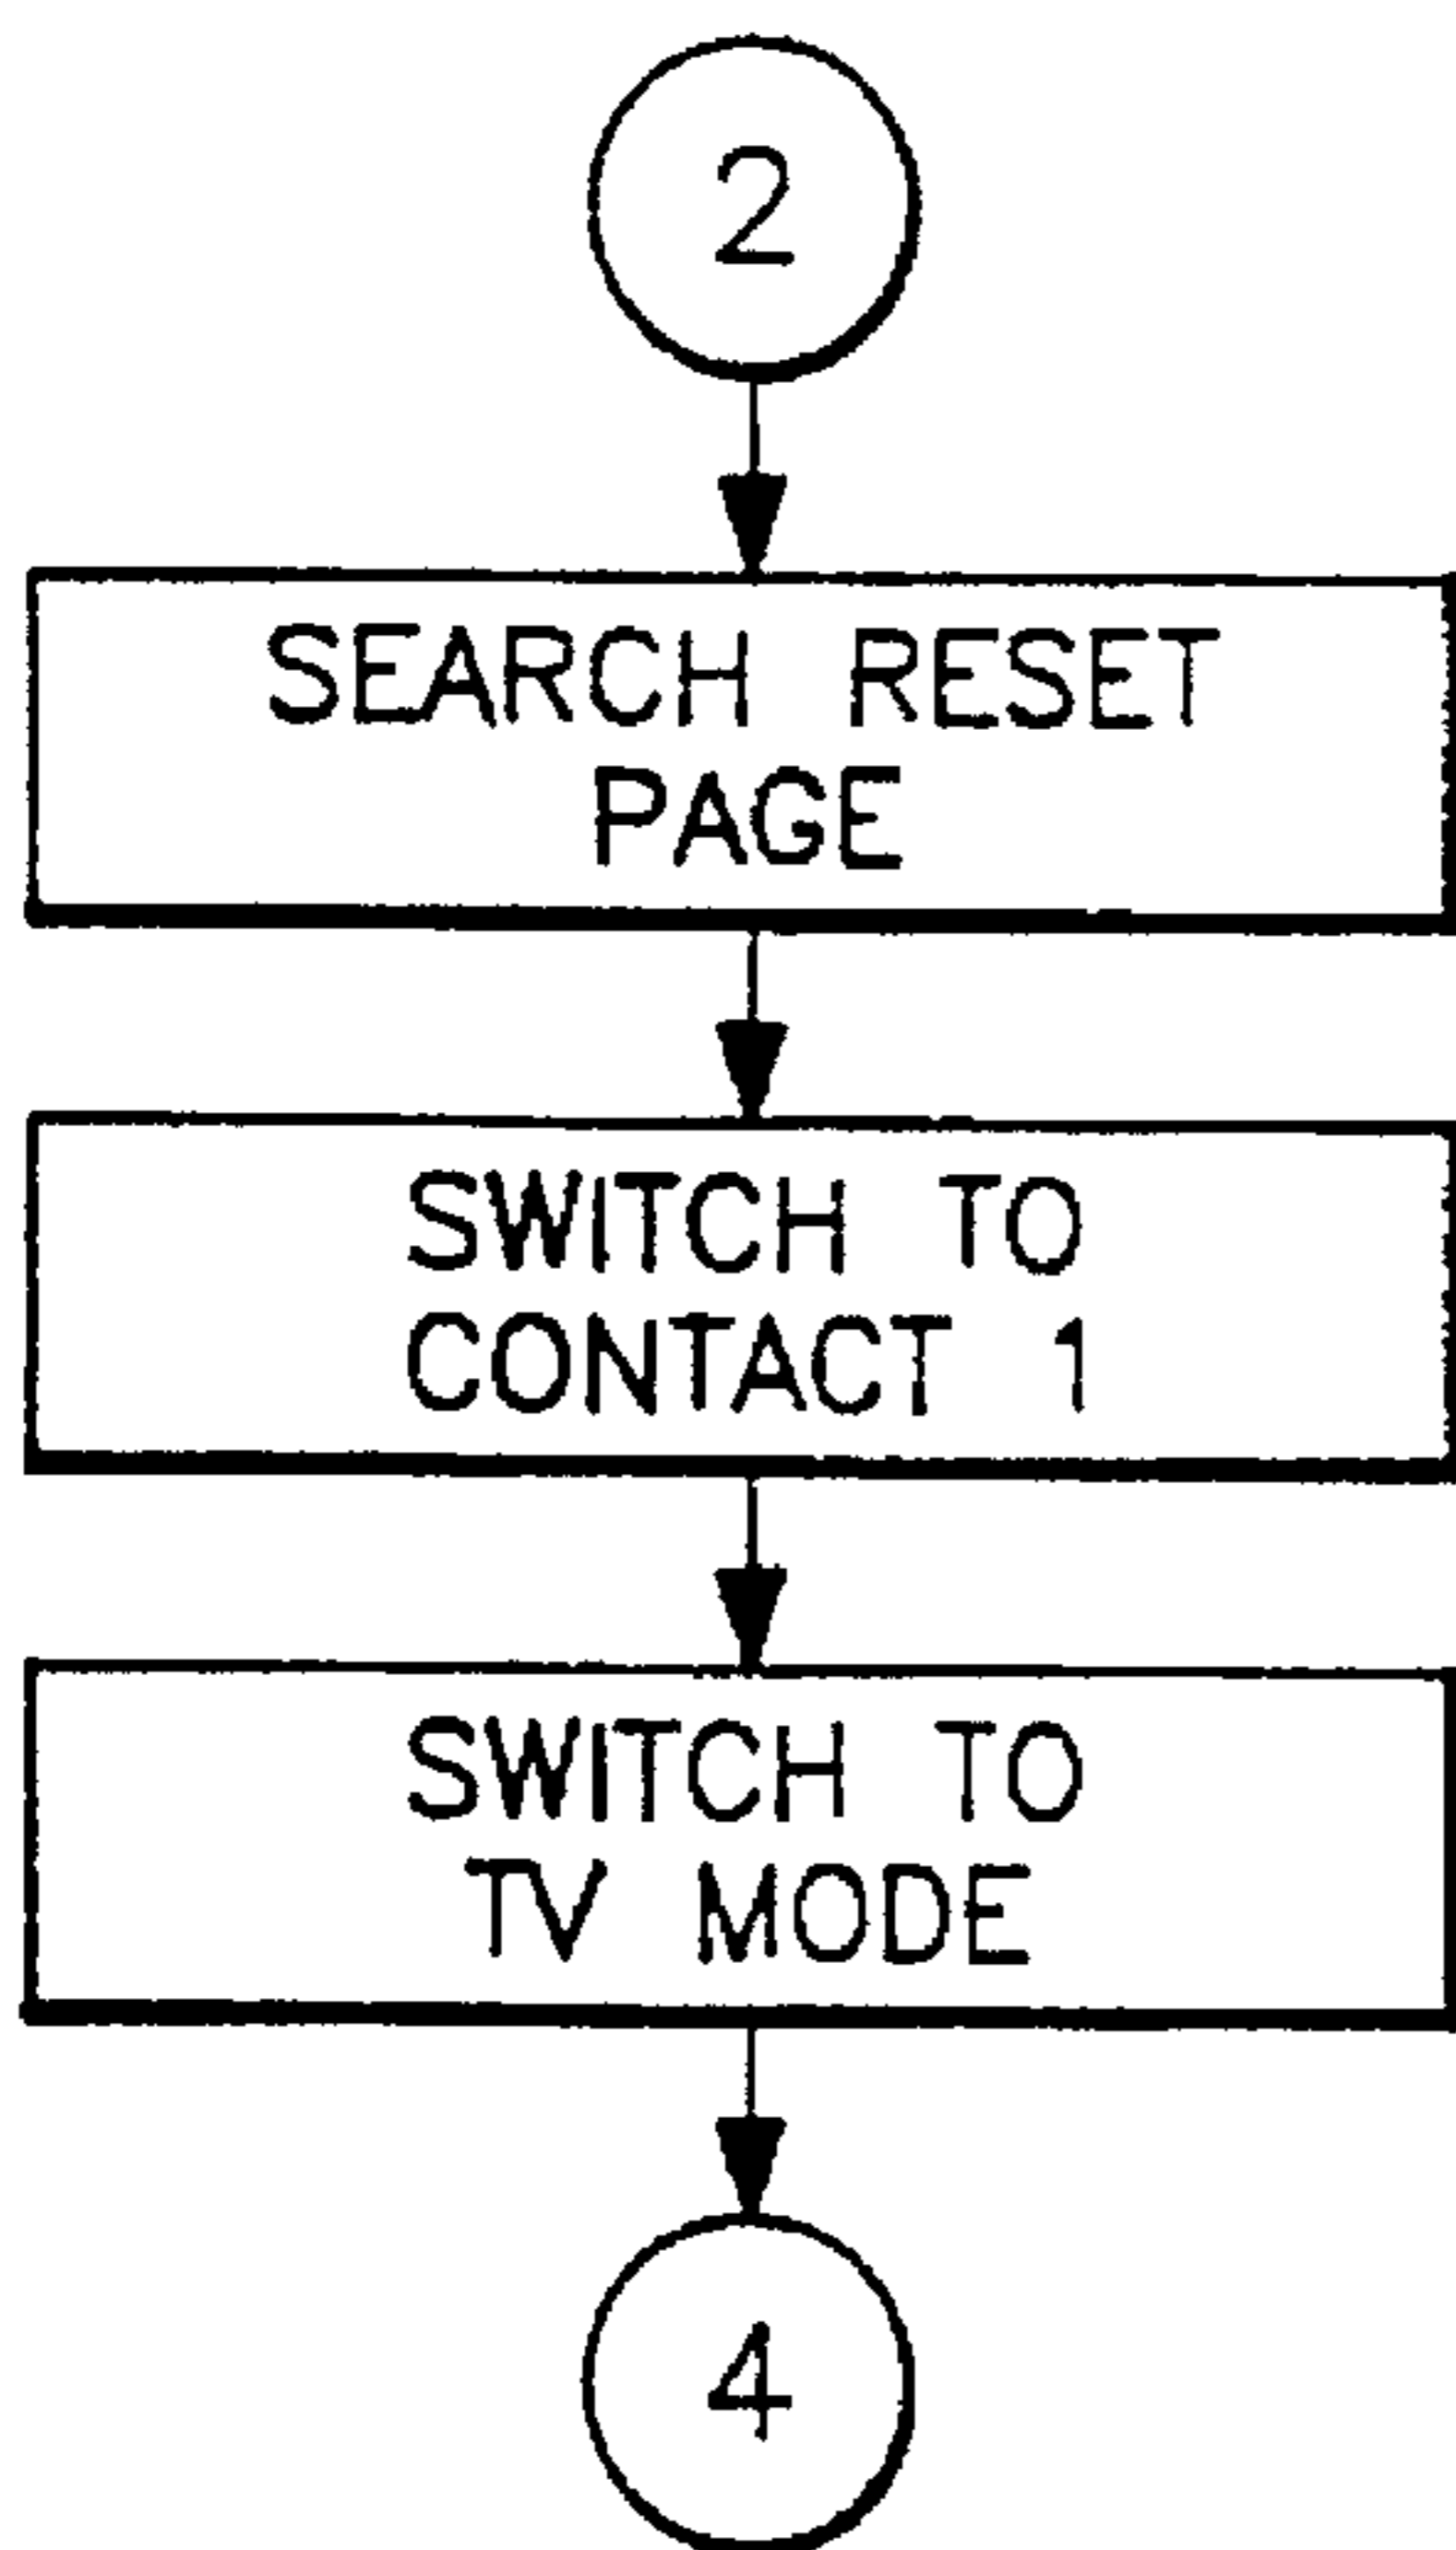 2
SEARCH RESET
PAGE
SWITCH TO
CONTACT 1
SWITCH TO
TV MODE
4